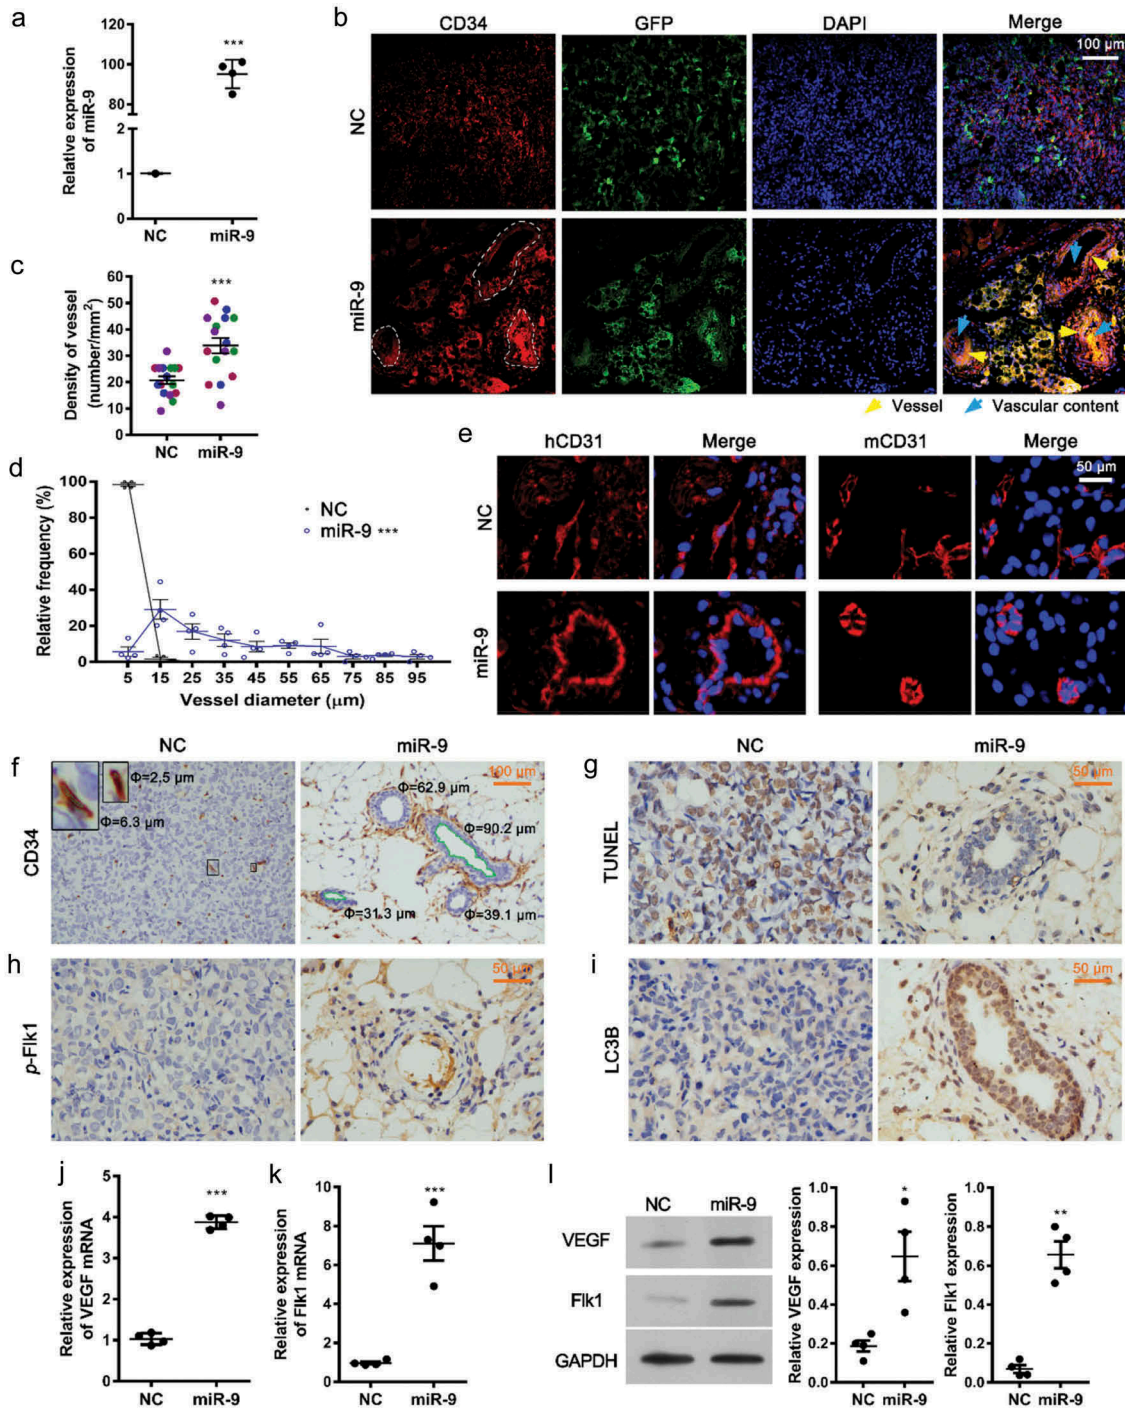 a
Relative expression
of miR-9
120
100
80
2
1
0
***
NC
miR-9
b
CD34
GFP
DAPI
Merge
100 µm
NC
miR-9
Vessel
Vascular content
c
Density of vessel
(number/mm²)
60
50
40
30
20
10
0
***
NC
miR-9
d
Relative frequency (%)
100
80
60
40
20
0
NC
miR-9 ***
5
15
25
35
45
55
65
75
85
95
Vessel diameter (µm)
e
hCD31
Merge
mCD31
Merge
50 µm
NC
miR-9
NC
miR-9
f
CD34
Φ=2.5 µm
Φ=6.3 µm
100 µm
Φ=62.9 µm
Φ=90.2 µm
Φ=31.3 µm
Φ=39.1 µm
NC
miR-9
g
TUNEL
50 µm
h
p-Flk1
50 µm
i
LC3B
50 µm
j
Relative expression
of VEGF mRNA
5
4
3
2
1
0
***
NC
miR-9
k
Relative expression
of Flk1 mRNA
10
8
6
4
2
0
***
NC
miR-9
l
NC
miR-9
VEGF
Flk1
GAPDH
Relative VEGF expression
1.0
0.8
0.6
0.4
0.2
0.0
*
NC
miR-9
Relative Flk1 expression
1.0
0.8
0.6
0.4
0.2
0.0
**
NC
miR-9